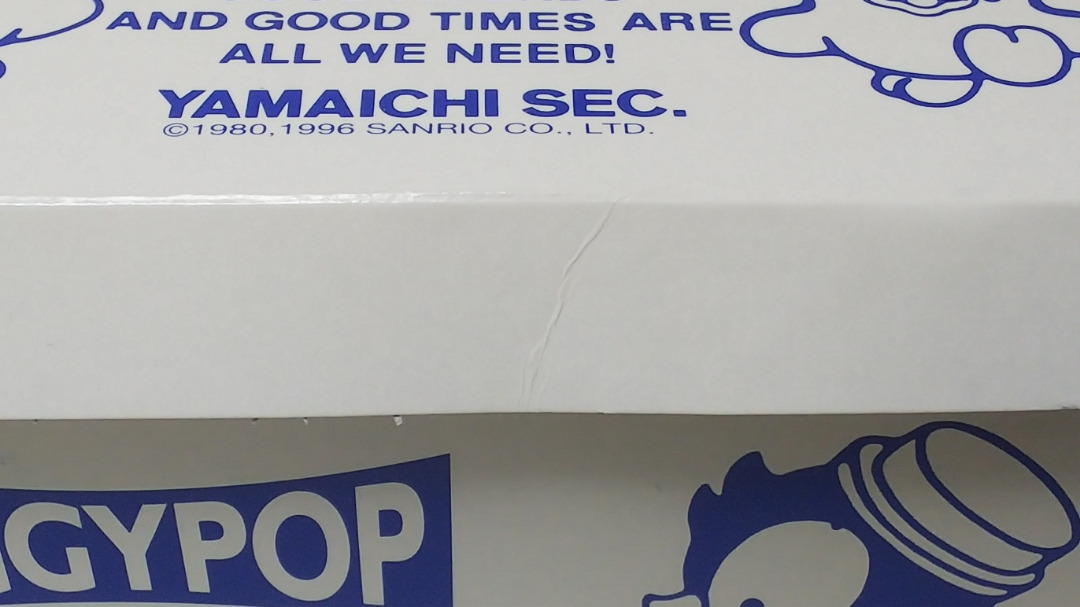 AND GOOD TIMES ARE
ALL WE NEED!
YAMAICHI SEC.
©1980,1996 SANRIO CO., LTD.
GYPOP